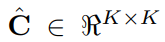 Ĉ ∈ ℜ^{K×K}